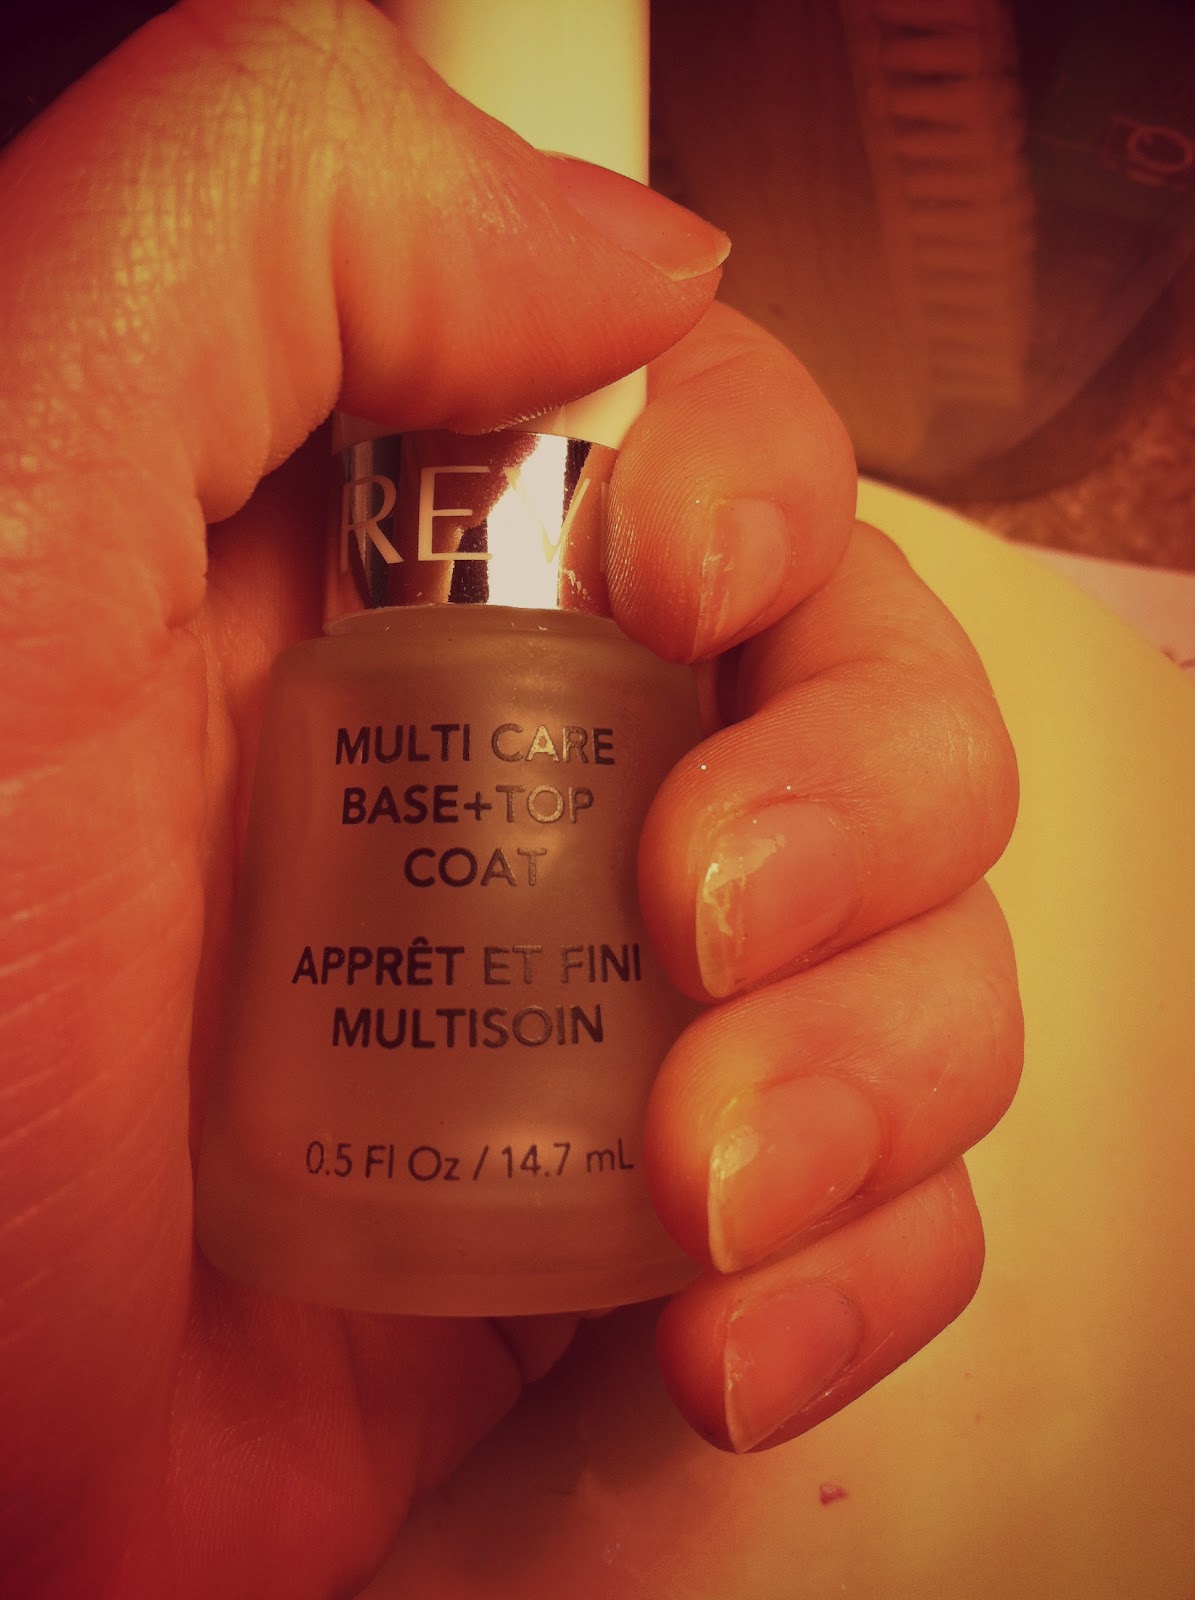 REV
MULTI CARE
BASE+TOP
COAT
APPRÊT ET FINI
MULTISOIN
0.5 Fl Oz / 14.7 mL